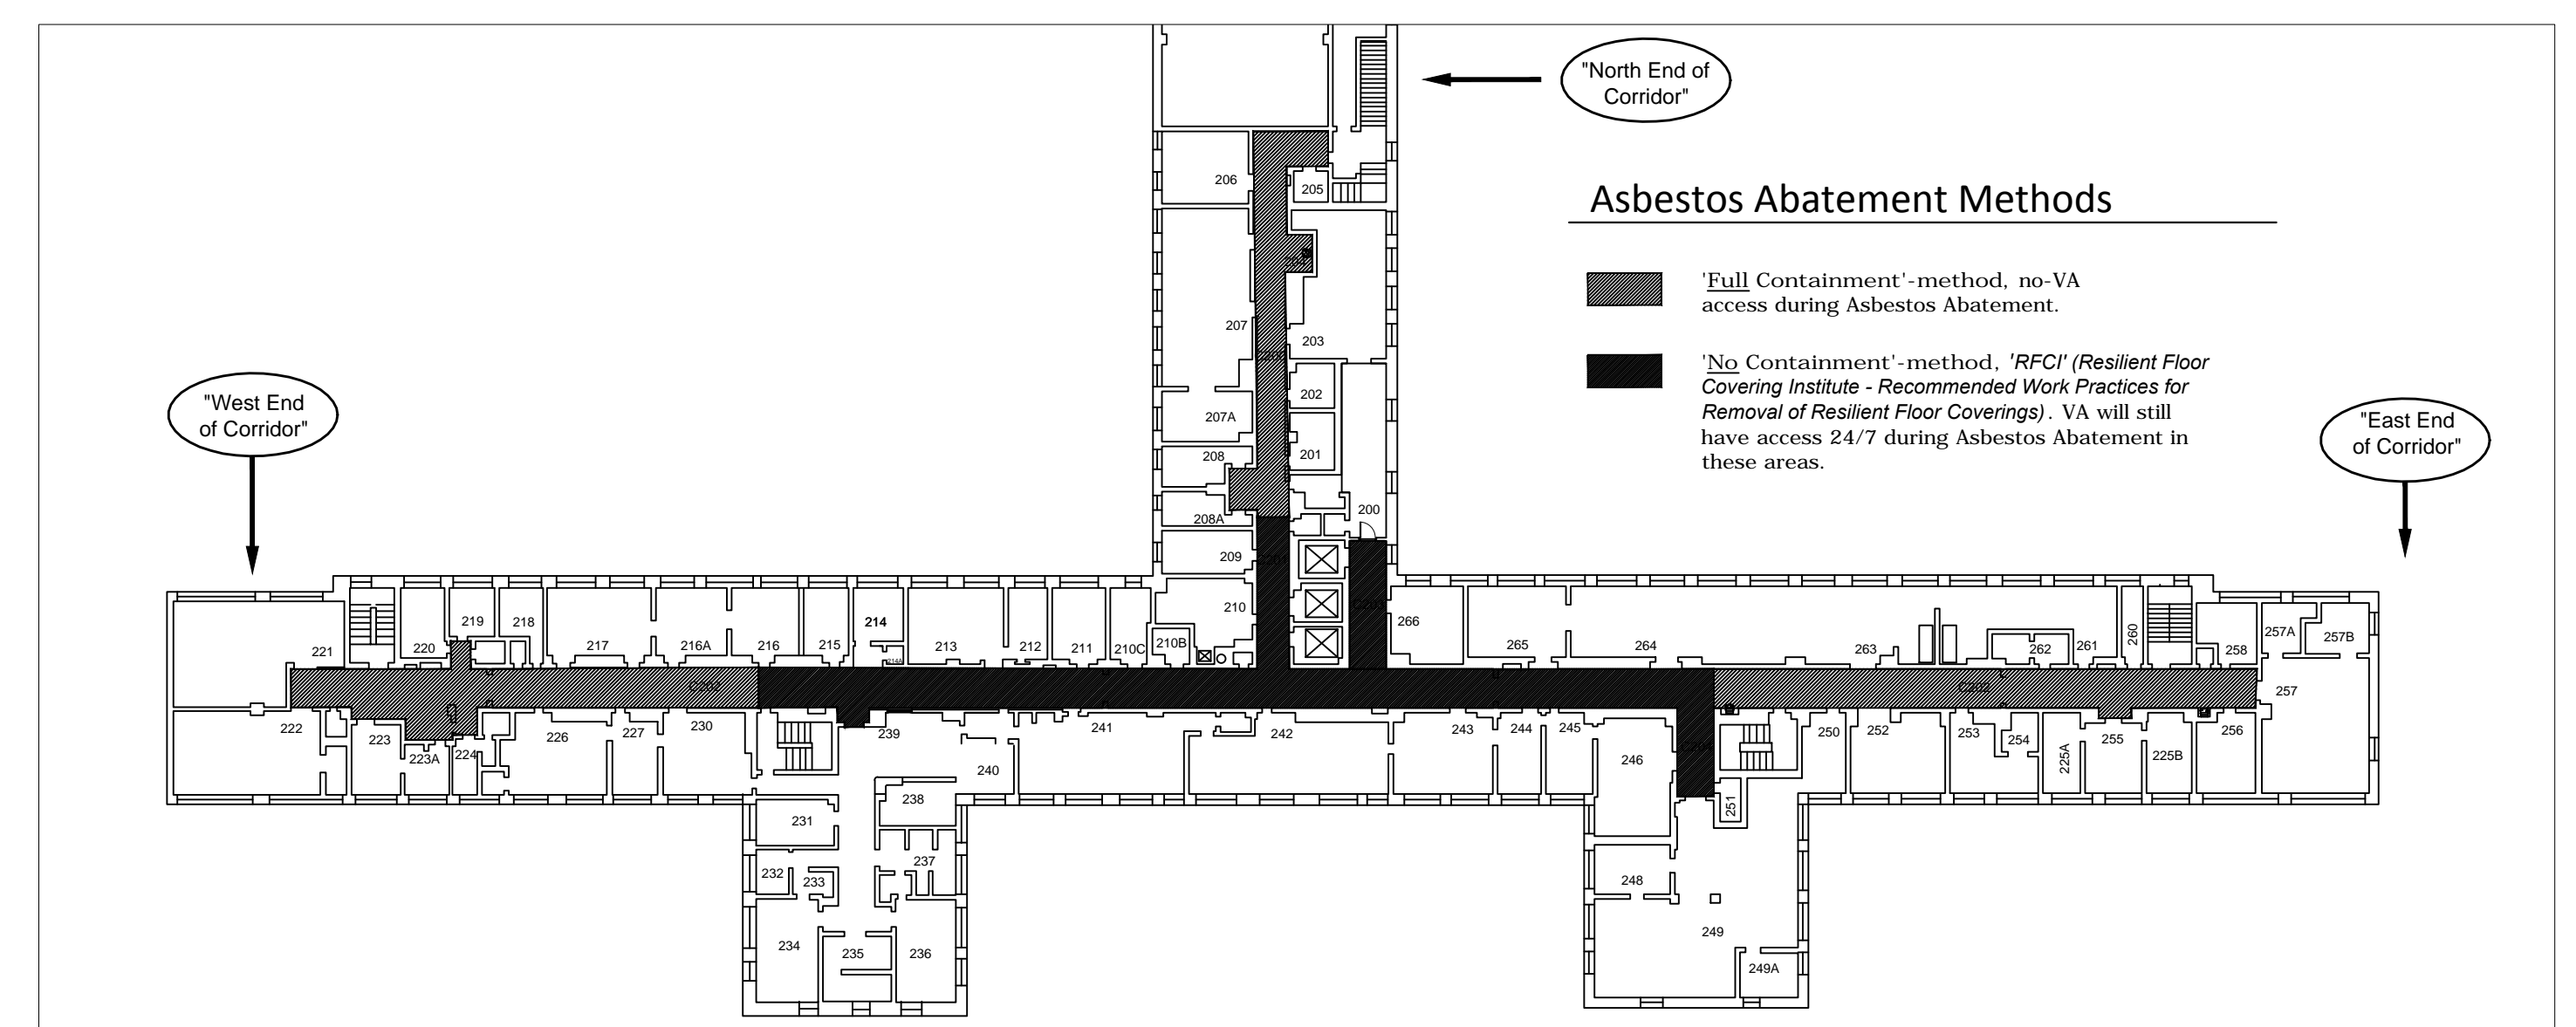 "North End of
Corridor"
Asbestos Abatement Methods
'Full Containment'-method, no-VA
access during Asbestos Abatement.
'No Containment'-method, 'RFCI' (Resilient Floor
Covering Institute - Recommended Work Practices for
Removal of Resilient Floor Coverings). VA will still
have access 24/7 during Asbestos Abatement in
these areas.
"West End
of Corridor"
"East End
of Corridor"
206
205
207
203
202
207A
201
208
208A
200
209
210
219
218
220
221
217
216A
216
215
214
214A
213
212
211
210C
210B
266
265
264
263
262
261
260
258
257A
257B
257
C202
C202
222
223
223A
224
226
227
230
239
240
241
242
243
244
245
246
250
252
253
254
225A
255
225B
256
251
238
231
237
232
233
234
235
236
248
249
249A